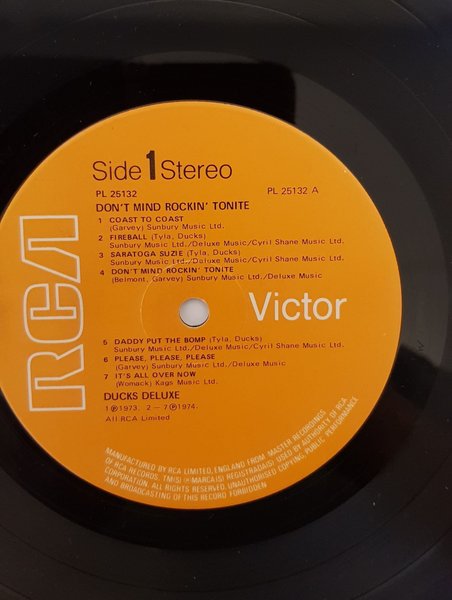 Side 1 Stereo
PL 25132 PL 25132 A
DON'T MIND ROCKIN' TONITE
1 COAST TO COAST
(Garvey) Sunbury Music Ltd.
2 FIREBALL (Tyla, Ducks)
Sunbury Music Ltd./Deluxe Music/Cyril Shane Music Ltd.
3 SARATOGA SUZIE (Tyla, Ducks)
Sunbury Music Ltd./Deluxe Music/Cyril Shane Music Ltd.
4 DON'T MIND ROCKIN' TONITE
(Belmont, Garvey) Sunbury Music Ltd./Deluxe Music
RCA
Victor
5 DADDY PUT THE BOMP (Tyla, Ducks)
Sunbury Music Ltd./Deluxe Music/Cyril Shane Music Ltd.
6 PLEASE, PLEASE, PLEASE
(Garvey) Sunbury Music Ltd./Deluxe Music
7 IT'S ALL OVER NOW
(Womack) Kags Music Ltd.
DUCKS DELUXE
1 ℗ 1973. 2-7 ℗ 1974.
All RCA Limited
MANUFACTURED BY RCA LIMITED, ENGLAND FROM MASTER RECORDINGS
© RCA RECORDS. TM(S) ® MARCA(S) REGISTRADA(S) USED BY AUTHORITY OF RCA
CORPORATION. ALL RIGHTS RESERVED. UNAUTHORISED COPYING, PUBLIC PERFORMANCE
AND BROADCASTING OF THIS RECORD FORBIDDEN